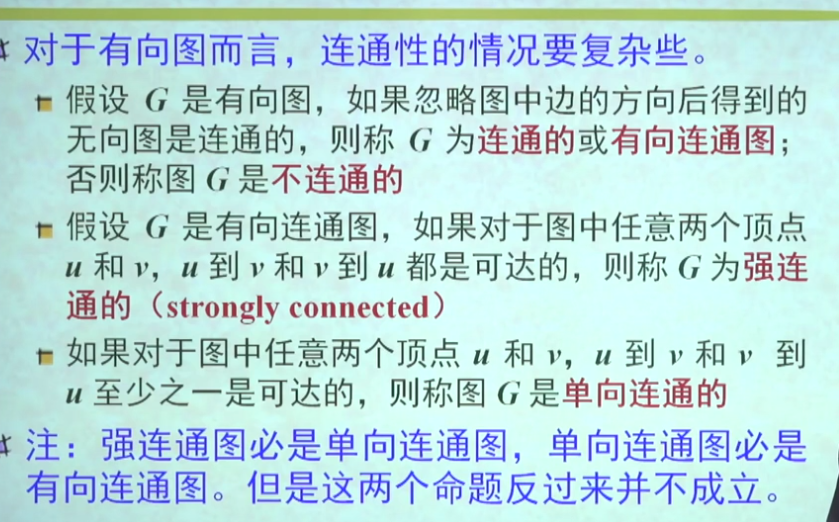 对于有向图而言，连通性的情况要复杂些。
假设 G 是有向图，如果忽略图中边的方向后得到的
无向图是连通的，则称 G 为连通的或有向连通图；
否则称图 G 是不连通的
假设 G 是有向连通图，如果对于图中任意两个顶点
u 和 v，u 到 v 和 v 到 u 都是可达的，则称 G 为强连
通的（strongly connected）
如果对于图中任意两个顶点 u 和 v，u 到 v 和 v 到
u 至少之一是可达的，则称图 G 是单向连通的
注：强连通图必是单向连通图，单向连通图必是
有向连通图。但是这两个命题反过来并不成立。